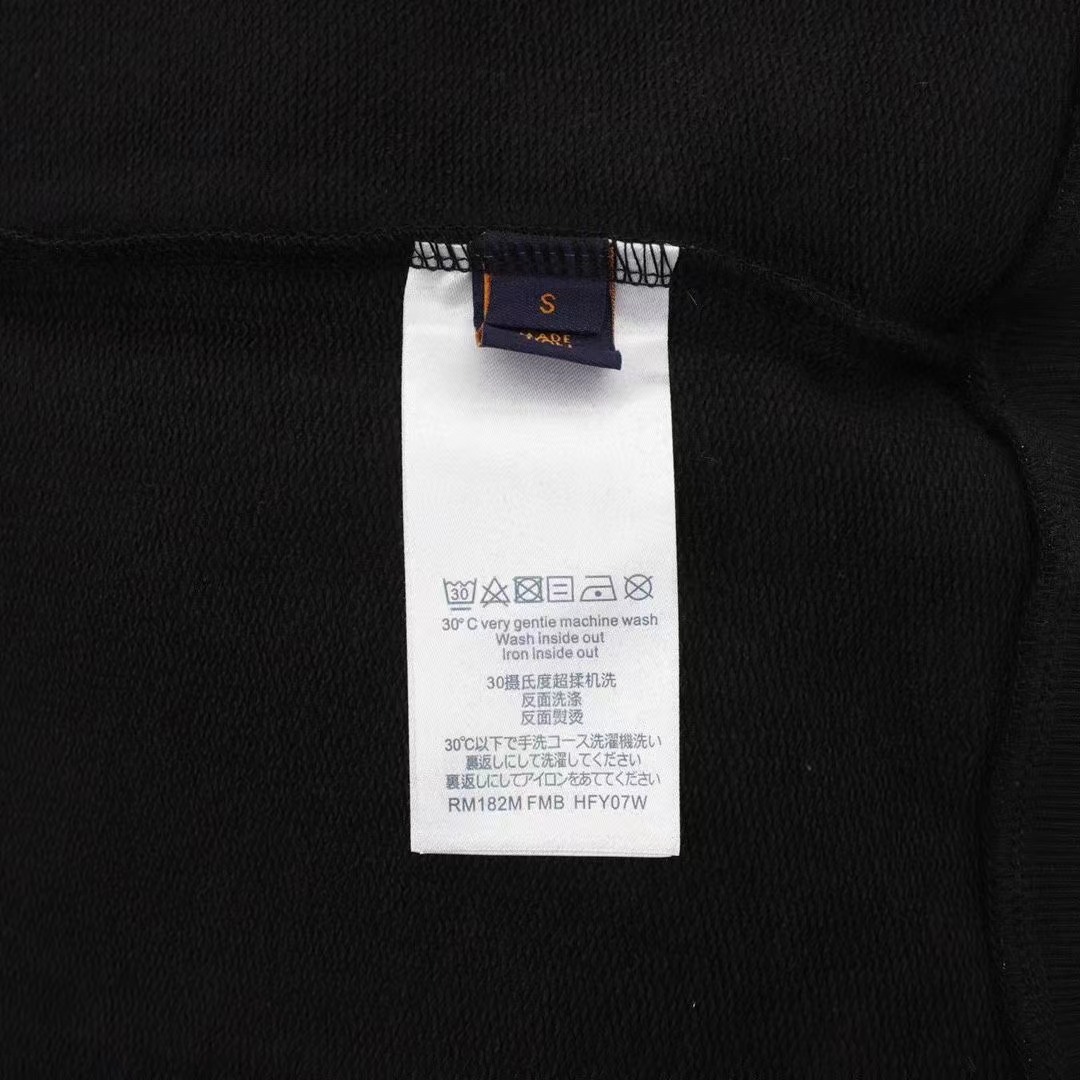 S
MADE
30
30°C very gentie machine wash
Wash inside out
Iron Inside out
30摄氏度超揉机洗
反面洗涤
反面熨烫
30℃以下で手洗コース洗濯機洗い
裏返しにして洗濯してください
裏返しにしてアイロンをあててください
RM182M FMB HFY07W